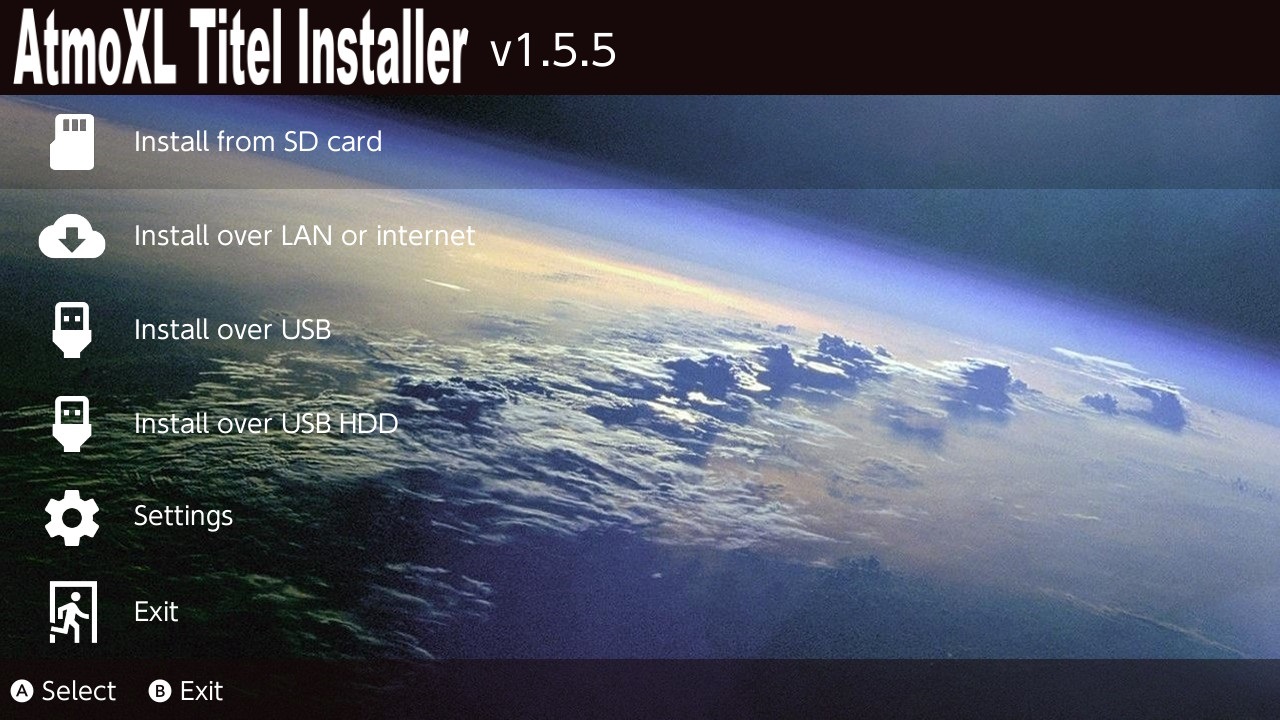 AtmoXL Titel Installer v1.5.5
Install from SD card
Install over LAN or internet
Install over USB
Install over USB HDD
Settings
Exit
A Select B Exit